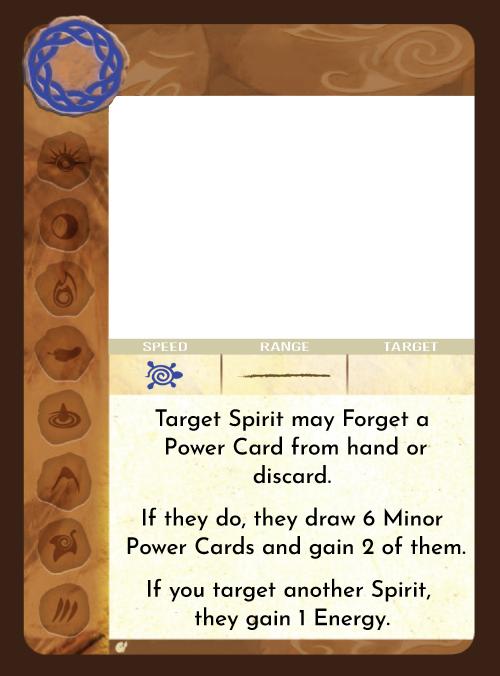 SPEED RANGE TARGET
Target Spirit may Forget a
Power Card from hand or
discard.
If they do, they draw 6 Minor
Power Cards and gain 2 of them.
If you target another Spirit,
they gain 1 Energy.